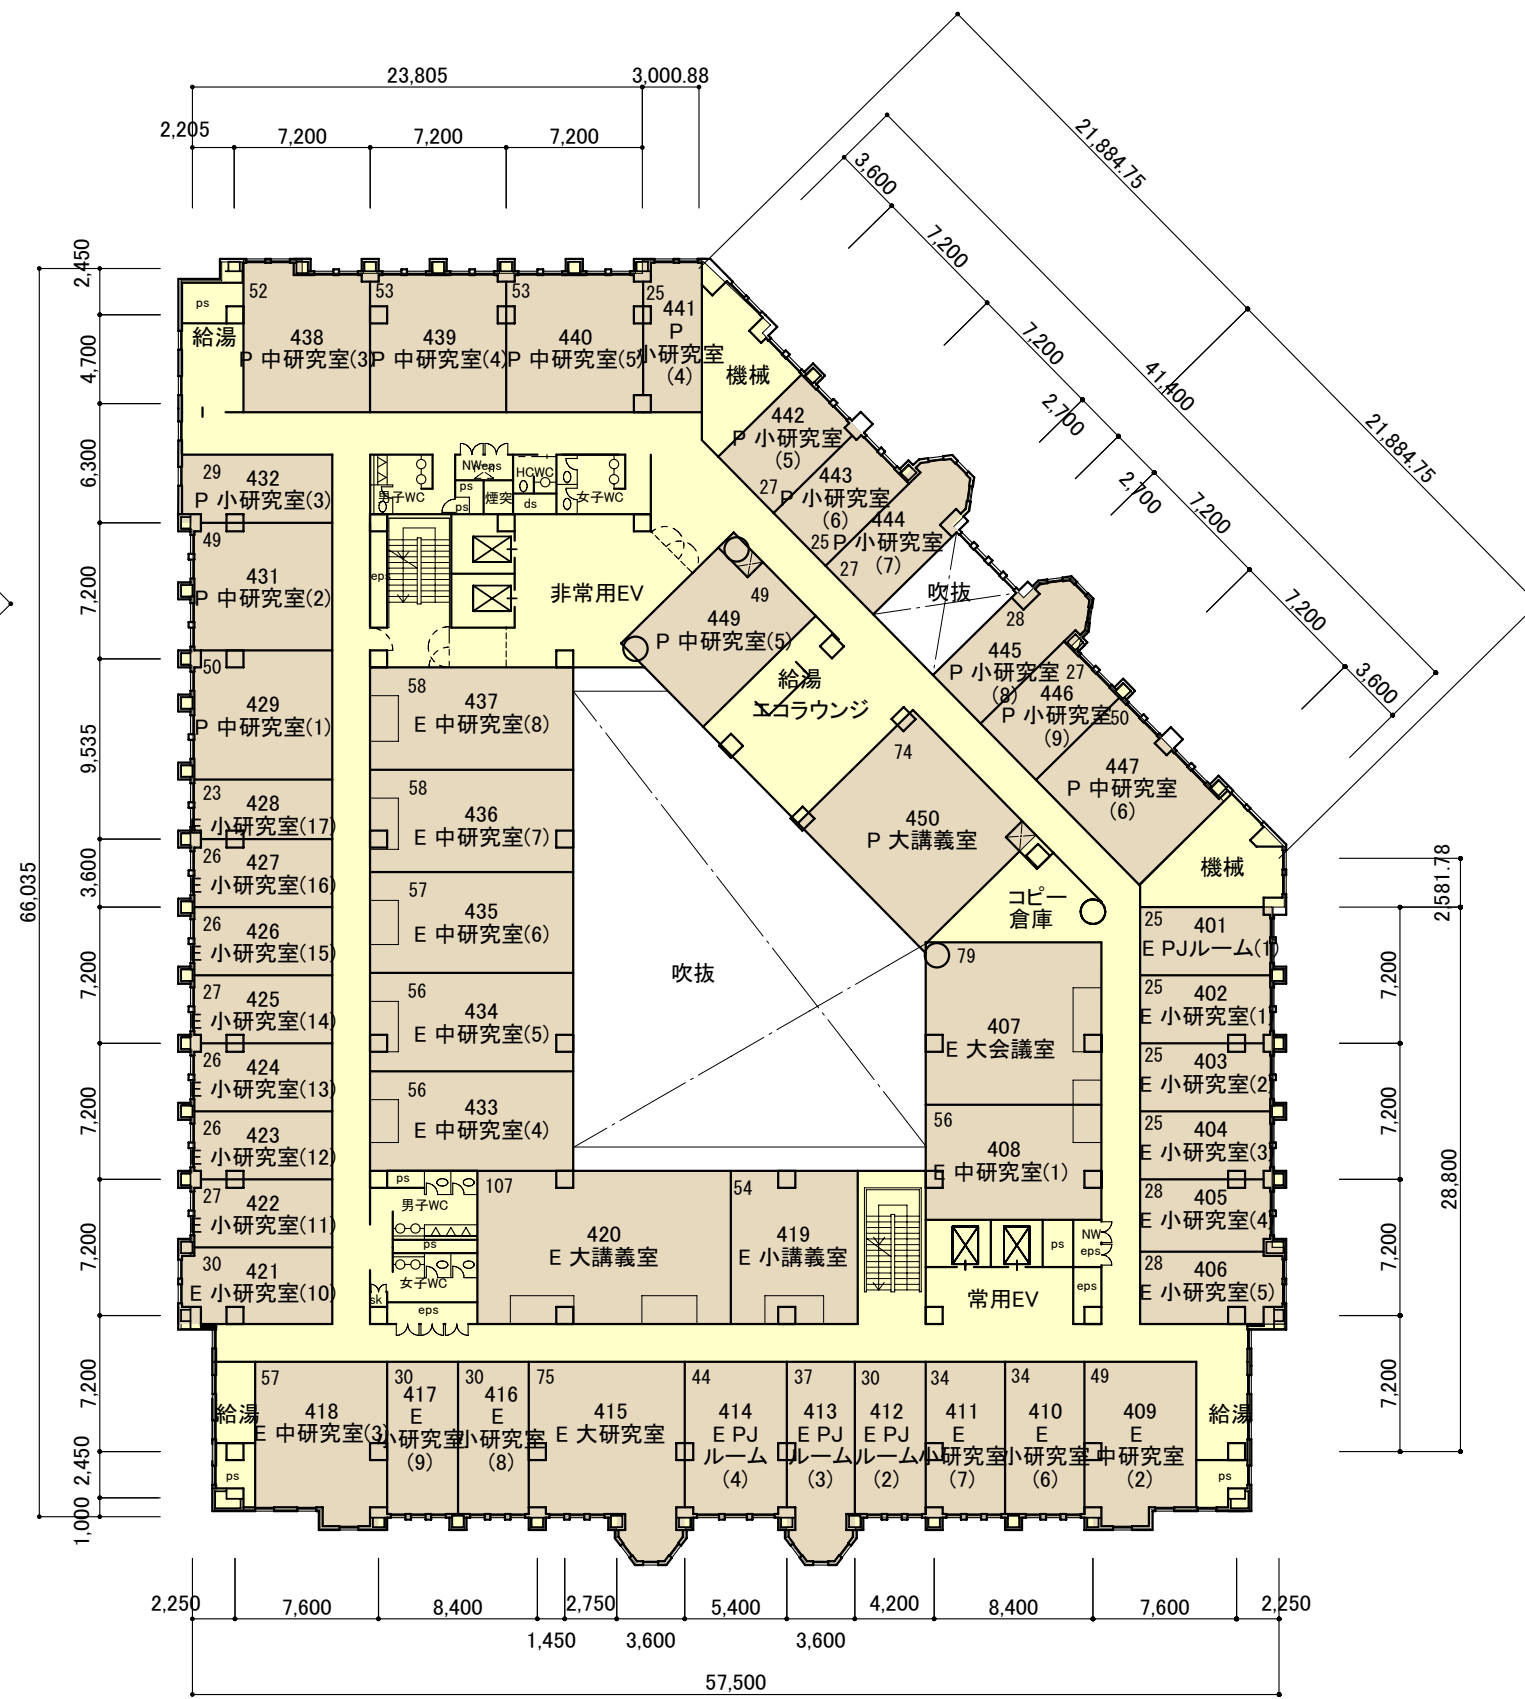 23,805
3,000.88
2,205
7,200
7,200
7,200
21,884.75
3,600
7,200
7,200
2,700
41,400
2,700
7,200
21,884.75
7,200
3,600
2,450
4,700
6,300
7,200
9,535
3,600
7,200
7,200
7,200
7,200
2,450
1,000
66,035
ps
給湯
52
438
P 中研究室(3)
53
439
P 中研究室(4)
53
440
P 中研究室(5)
25
441
P
小研究室
(4)
機械
442
P 小研究室
(5)
27
443
P 小研究室
(6)
25
444
P 小研究室
(7)
27
吹抜
28
445
P 小研究室
(8)
27
446
P 小研究室
(9)
50
447
P 中研究室
(6)
機械
29
432
P 小研究室(3)
49
431
P 中研究室(2)
50
429
P 中研究室(1)
23
428
E 小研究室(17)
26
427
E 小研究室(16)
26
426
E 小研究室(15)
27
425
E 小研究室(14)
26
424
E 小研究室(13)
26
423
E 小研究室(12)
27
422
E 小研究室(11)
30
421
E 小研究室(10)
男子WC
NW
eps
ps
ps
煙突
HCWC
ds
女子WC
eps
非常用EV
49
449
P 中研究室(5)
給湯
エコラウンジ
74
450
P 大講義室
コピー
倉庫
58
437
E 中研究室(8)
58
436
E 中研究室(7)
57
435
E 中研究室(6)
56
434
E 中研究室(5)
56
433
E 中研究室(4)
吹抜
79
407
E 大会議室
56
408
E 中研究室(1)
25
401
E PJルーム(1)
25
402
E 小研究室(1)
25
403
E 小研究室(2)
25
404
E 小研究室(3)
28
405
E 小研究室(4)
28
406
E 小研究室(5)
2,581.78
7,200
7,200
7,200
7,200
28,800
ps
男子WC
ps
女子WC
sk
eps
107
420
E 大講義室
54
419
E 小講義室
ps
NW
eps
eps
常用EV
給湯
ps
57
418
E 中研究室(3)
30
417
E
小研究室
(9)
30
416
E
小研究室
(8)
75
415
E 大研究室
44
414
E PJ
ルーム
(4)
37
413
E PJ
ルーム
(3)
30
412
E PJ
ルーム
(2)
34
411
E
小研究室
(7)
34
410
E
小研究室
(6)
49
409
E
中研究室
(2)
給湯
ps
2,250
7,600
8,400
1,450
2,750
3,600
5,400
3,600
4,200
8,400
7,600
2,250
57,500